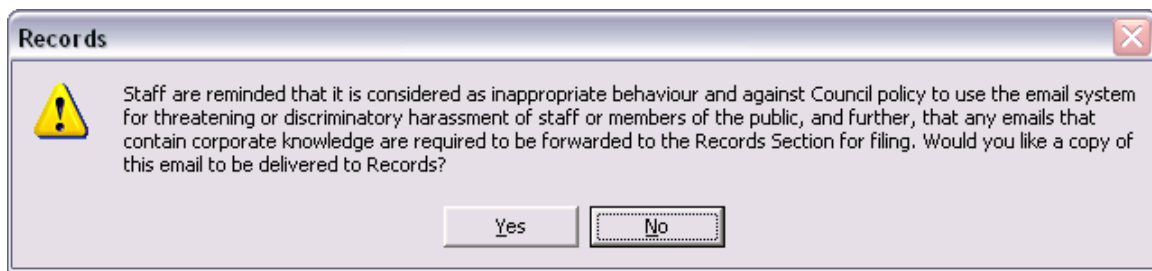 Records
Staff are reminded that it is considered as inappropriate behaviour and against Council policy to use the email system
for threatening or discriminatory harassment of staff or members of the public, and further, that any emails that
contain corporate knowledge are required to be forwarded to the Records Section for filing. Would you like a copy of
this email to be delivered to Records?
Yes
No